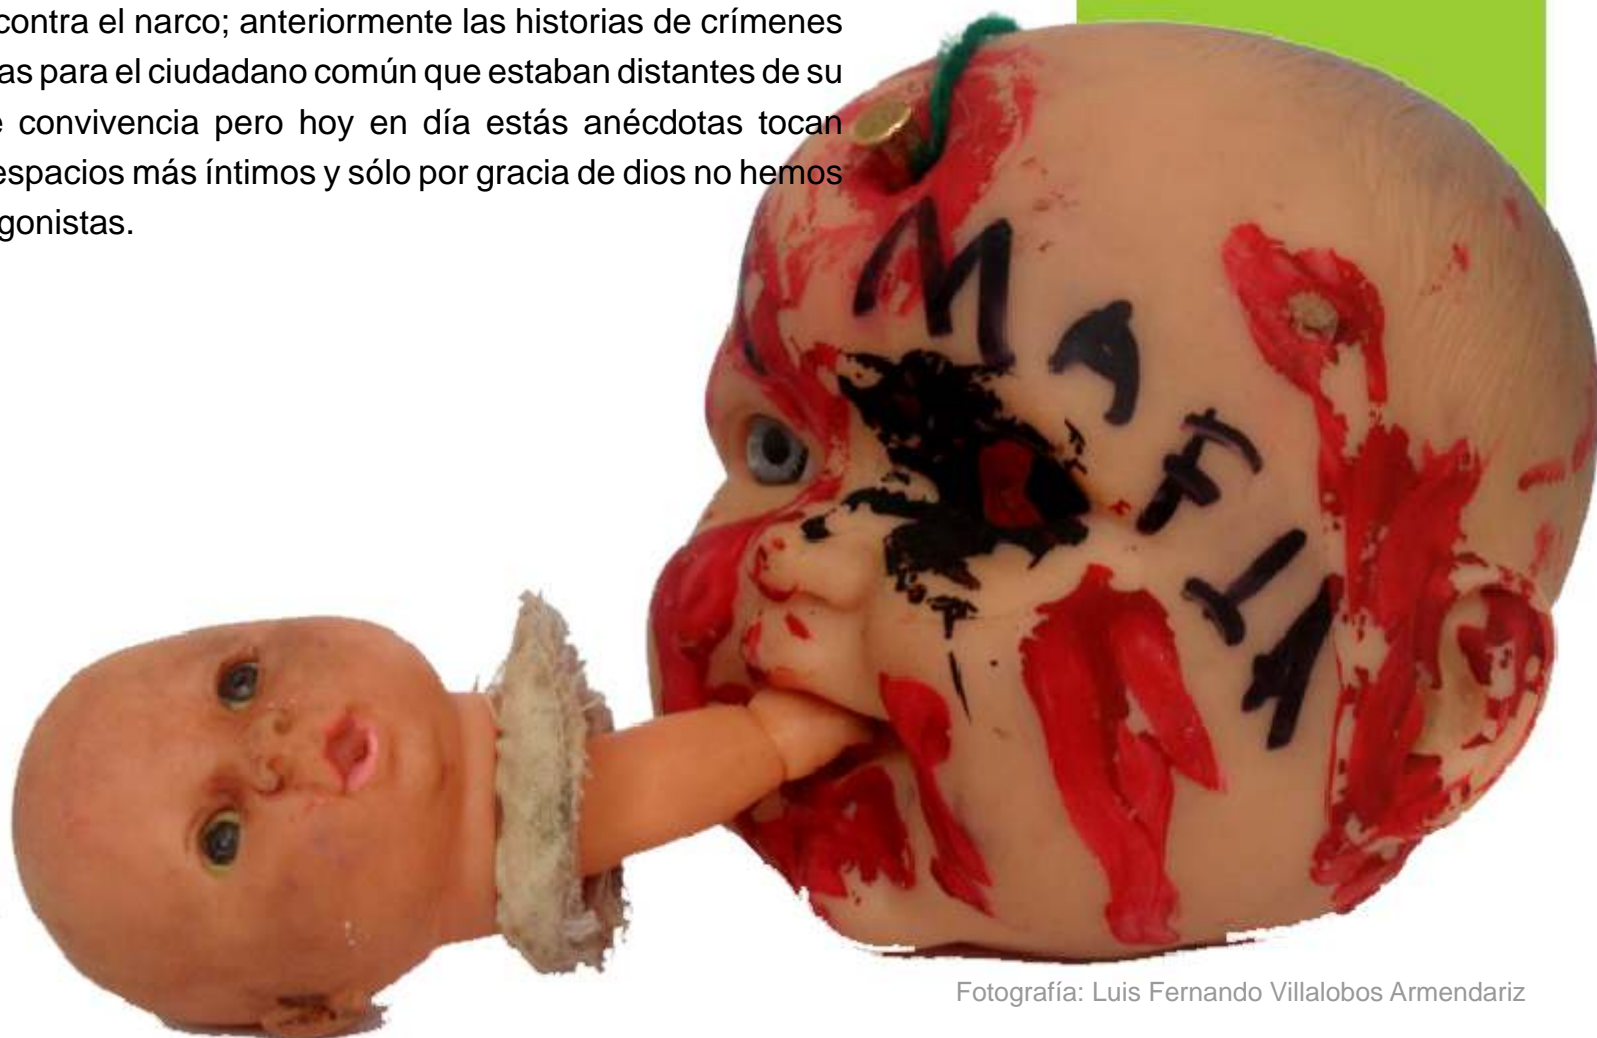 contra el narco; anteriormente las historias de crímenes
as para el ciudadano común que estaban distantes de su
e convivencia pero hoy en día estás anécdotas tocan
espacios más íntimos y sólo por gracia de dios no hemos
gonistas.
MAFIA
Fotografía: Luis Fernando Villalobos Armendariz